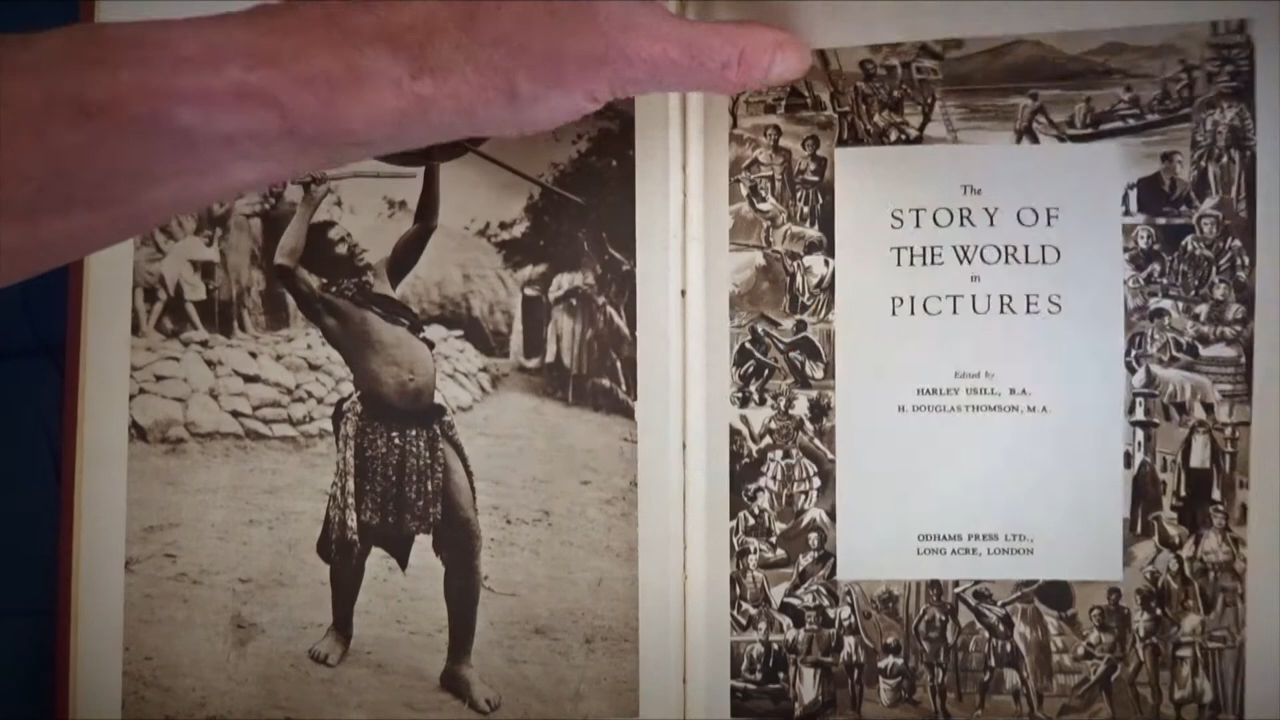 The
STORY OF
THE WORLD
in
PICTURES
Edited by
HARLEY USILL, B.A.
H. DOUGLAS THOMSON, M.A.
ODHAMS PRESS LTD.,
LONG ACRE, LONDON